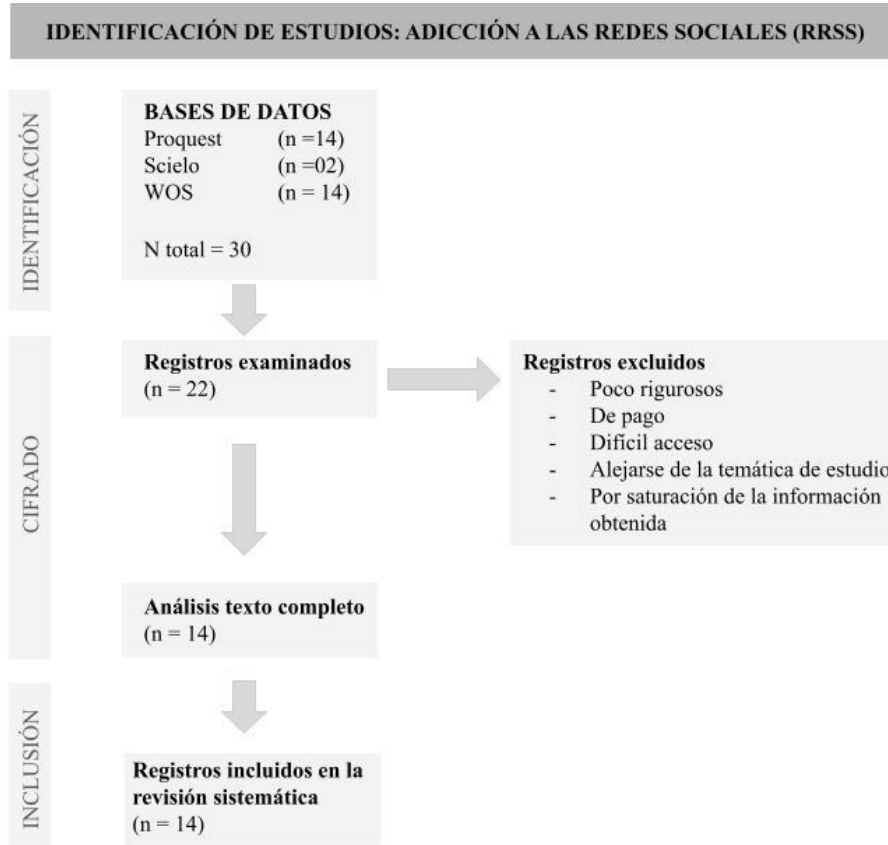 IDENTIFICACIÓN DE ESTUDIOS: ADICCIÓN A LAS REDES SOCIALES (RRSS)
IDENTIFICACIÓN
BASES DE DATOS
Proquest (n =14)
Scielo (n =02)
WOS (n = 14)
N total = 30
CIFRADO
Registros examinados
(n = 22)
Registros excluidos
- Poco rigurosos
- De pago
- Difícil acceso
- Alejarse de la temática de estudio
- Por saturación de la información
obtenida
Análisis texto completo
(n = 14)
INCLUSIÓN
Registros incluidos en la
revisión sistemática
(n = 14)